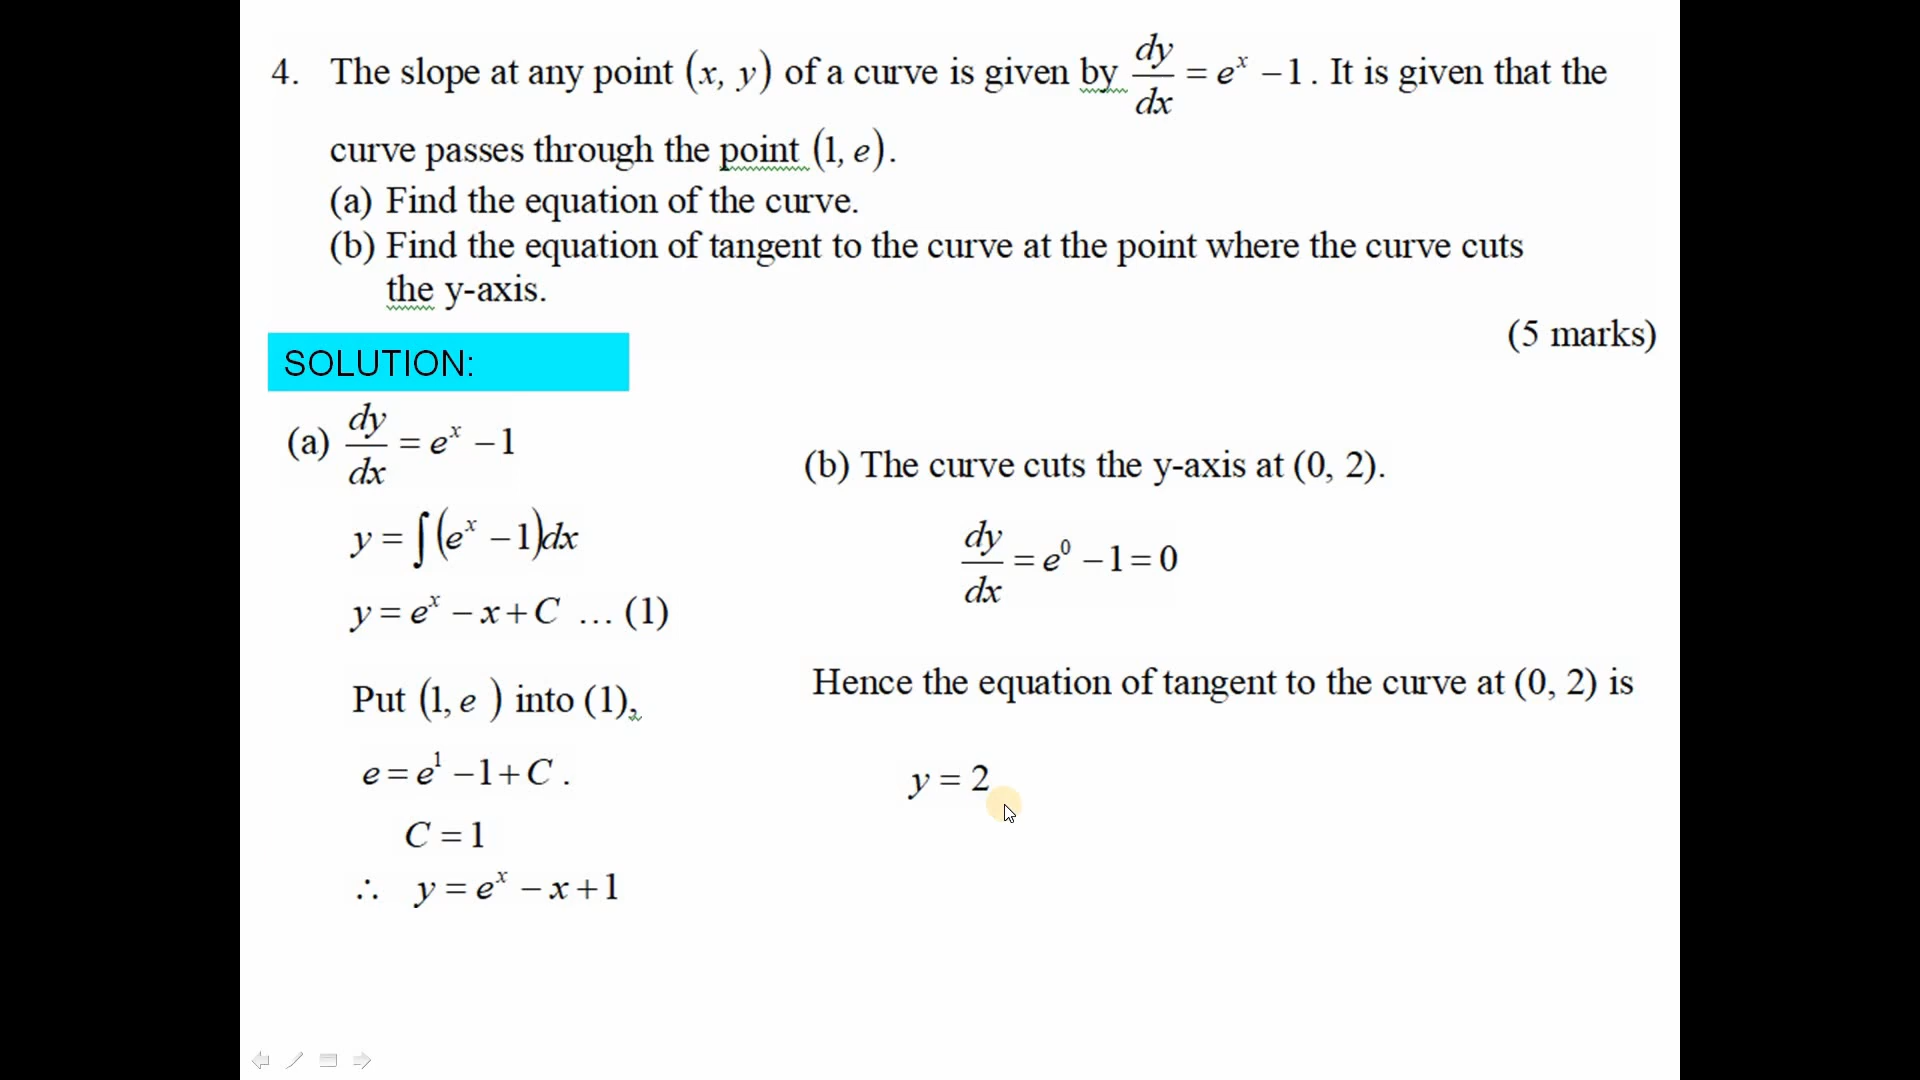 4. The slope at any point (x, y) of a curve is given by dy/dx = e^x − 1. It is given that the
curve passes through the point (1, e).
(a) Find the equation of the curve.
(b) Find the equation of tangent to the curve at the point where the curve cuts
the y-axis.
(5 marks)
SOLUTION:
(a) dy/dx = e^x − 1
y = ∫(e^x − 1)dx
y = e^x − x + C … (1)
Put (1, e ) into (1),
e = e^1 − 1 + C .
C = 1
∴ y = e^x − x + 1
(b) The curve cuts the y-axis at (0, 2).
dy/dx = e^0 − 1 = 0
Hence the equation of tangent to the curve at (0, 2) is
y = 2